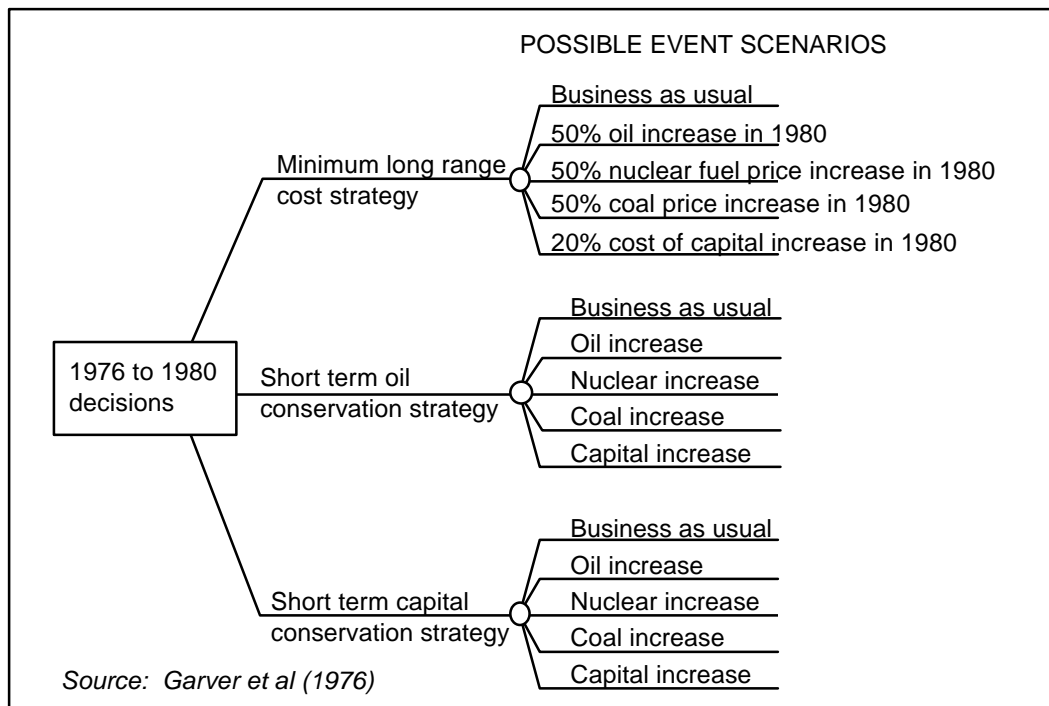 POSSIBLE EVENT SCENARIOS
Business as usual
50% oil increase in 1980
Minimum long range
cost strategy
50% nuclear fuel price increase in 1980
50% coal price increase in 1980
20% cost of capital increase in 1980
1976 to 1980
decisions
Short term oil
conservation strategy
Business as usual
Oil increase
Nuclear increase
Coal increase
Capital increase
Short term capital
conservation strategy
Business as usual
Oil increase
Nuclear increase
Coal increase
Capital increase
Source: Garver et al (1976)